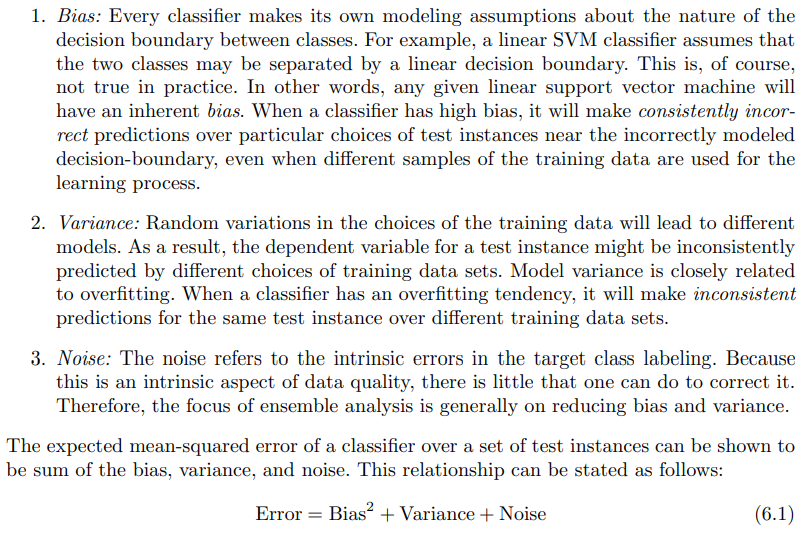 1. Bias: Every classifier makes its own modeling assumptions about the nature of the
decision boundary between classes. For example, a linear SVM classifier assumes that
the two classes may be separated by a linear decision boundary. This is, of course,
not true in practice. In other words, any given linear support vector machine will
have an inherent bias. When a classifier has high bias, it will make consistently incor-
rect predictions over particular choices of test instances near the incorrectly modeled
decision-boundary, even when different samples of the training data are used for the
learning process.
2. Variance: Random variations in the choices of the training data will lead to different
models. As a result, the dependent variable for a test instance might be inconsistently
predicted by different choices of training data sets. Model variance is closely related
to overfitting. When a classifier has an overfitting tendency, it will make inconsistent
predictions for the same test instance over different training data sets.
3. Noise: The noise refers to the intrinsic errors in the target class labeling. Because
this is an intrinsic aspect of data quality, there is little that one can do to correct it.
Therefore, the focus of ensemble analysis is generally on reducing bias and variance.
The expected mean-squared error of a classifier over a set of test instances can be shown to
be sum of the bias, variance, and noise. This relationship can be stated as follows:
Error = Bias² + Variance + Noise (6.1)